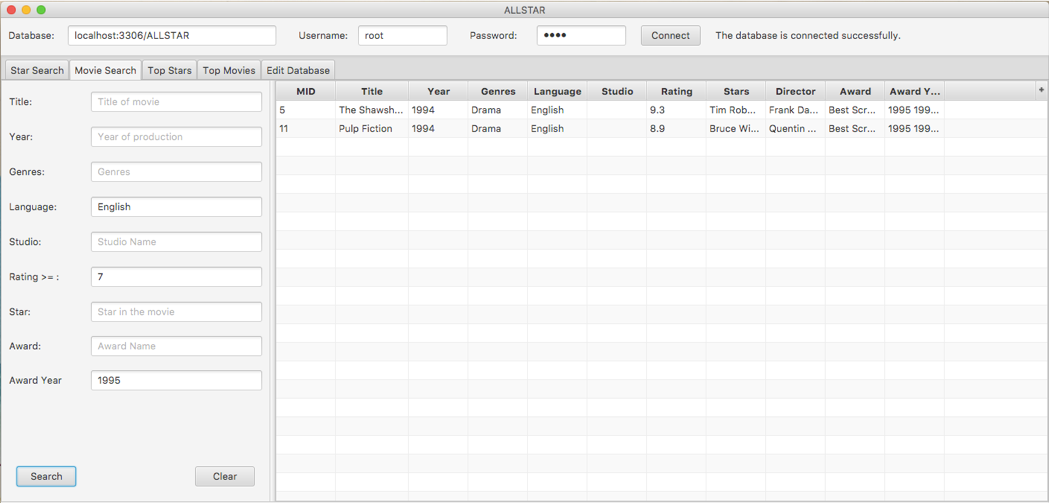 ALLSTAR
Database: localhost:3306/ALLSTAR Username: root Password: •••• Connect The database is connected successfully.
Star Search Movie Search Top Stars Top Movies Edit Database
MID Title Year Genres Language Studio Rating Stars Director Award Award Y... +
5 The Shawsh... 1994 Drama English 9.3 Tim Rob... Frank Da... Best Scr... 1995 199...
11 Pulp Fiction 1994 Drama English 8.9 Bruce Wi... Quentin ... Best Scr... 1995 199...
Title: Title of movie
Year: Year of production
Genres: Genres
Language: English
Studio: Studio Name
Rating >= : 7
Star: Star in the movie
Award: Award Name
Award Year 1995
Search Clear